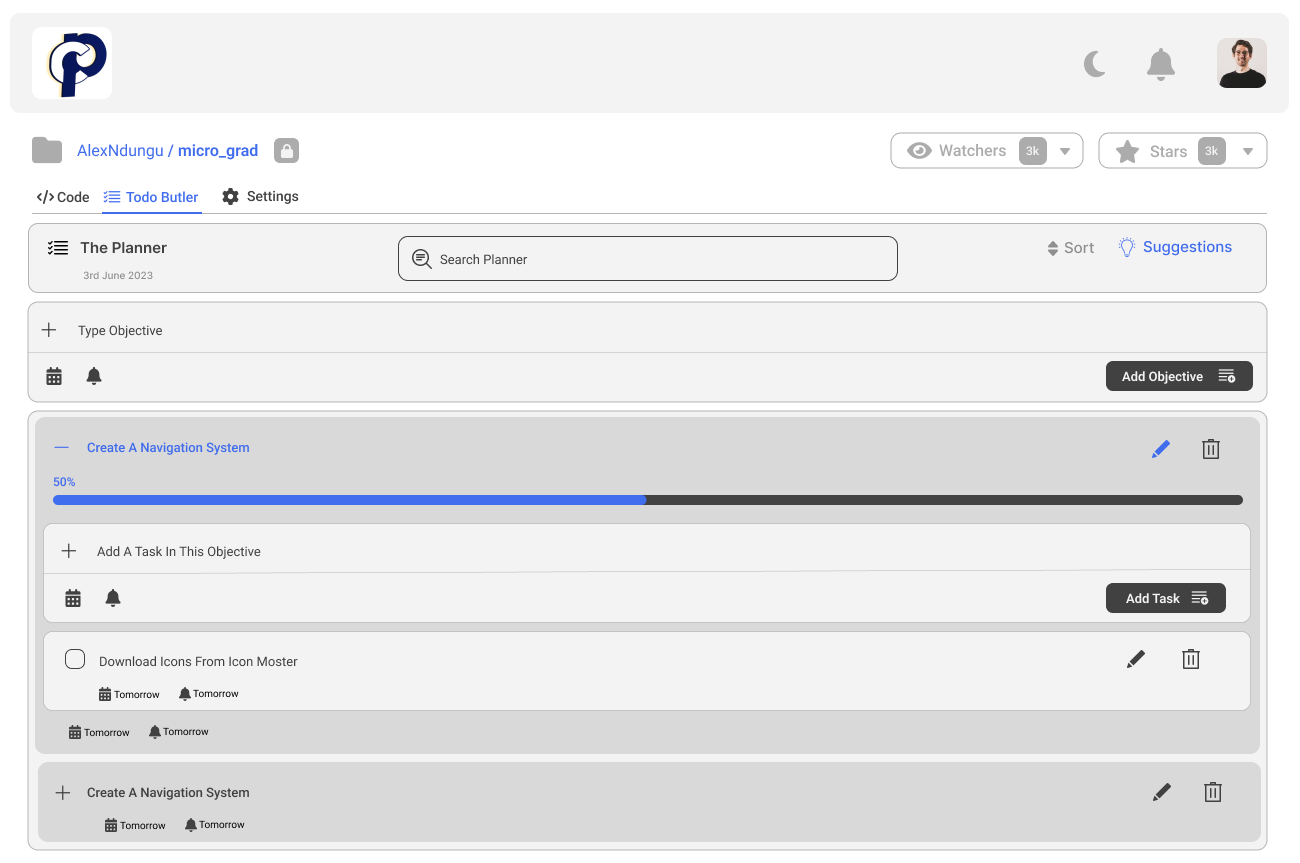 AlexNdungu / micro_grad
Watchers 3k
Stars 3k
</> Code
Todo Butler
Settings
The Planner
3rd June 2023
Search Planner
Sort
Suggestions
Type Objective
Add Objective
Create A Navigation System
50%
Add A Task In This Objective
Add Task
Download Icons From Icon Moster
Tomorrow Tomorrow
Tomorrow Tomorrow
Create A Navigation System
Tomorrow Tomorrow